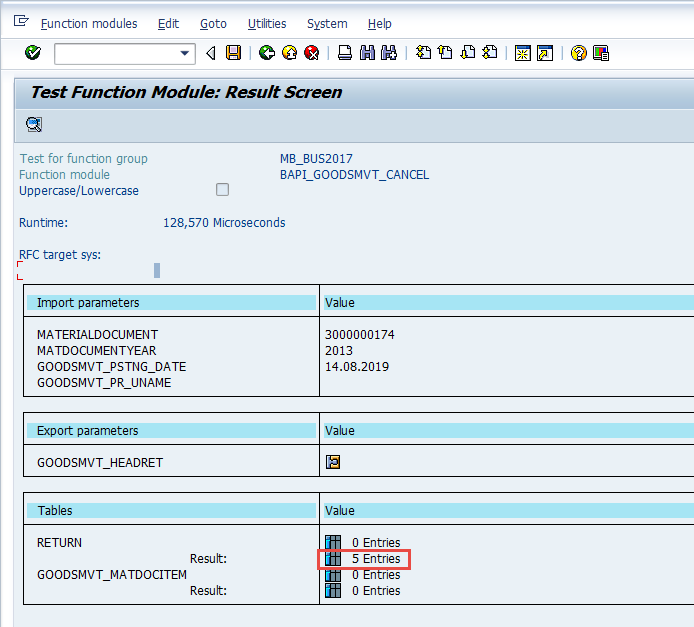 Function modules Edit Goto Utilities System Help
Test Function Module: Result Screen
Test for function group MB_BUS2017
Function module BAPI_GOODSMVT_CANCEL
Uppercase/Lowercase
Runtime: 128,570 Microseconds
RFC target sys:
Import parameters Value
MATERIALDOCUMENT 3000000174
MATDOCUMENTYEAR 2013
GOODSMVT_PSTNG_DATE 14.08.2019
GOODSMVT_PR_UNAME
Export parameters Value
GOODSMVT_HEADRET
Tables Value
RETURN 0 Entries
Result: 5 Entries
GOODSMVT_MATDOCITEM 0 Entries
Result: 0 Entries